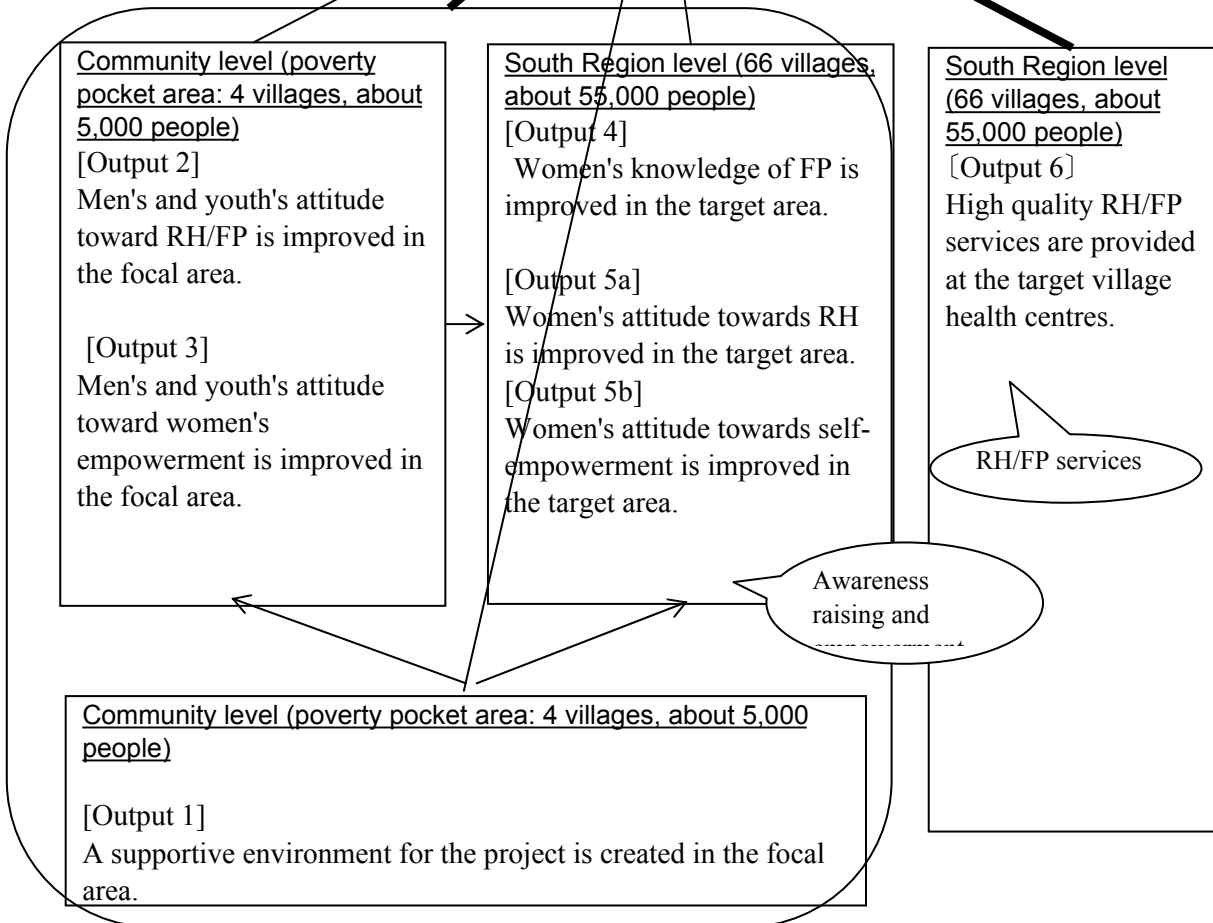 Community level (poverty
pocket area: 4 villages, about
5,000 people)
[Output 2]
Men's and youth's attitude
toward RH/FP is improved in
the focal area.
[Output 3]
Men's and youth's attitude
toward women's
empowerment is improved in
the focal area.
South Region level (66 villages,
about 55,000 people)
[Output 4]
Women's knowledge of FP is
improved in the target area.
[Output 5a]
Women's attitude towards RH
is improved in the target area.
[Output 5b]
Women's attitude towards self-
empowerment is improved in
the target area.
South Region level
(66 villages, about
55,000 people)
〔Output 6〕
High quality RH/FP
services are provided
at the target village
health centres.
RH/FP services
Awareness
raising and
Community level (poverty pocket area: 4 villages, about 5,000
people)
[Output 1]
A supportive environment for the project is created in the focal
area.